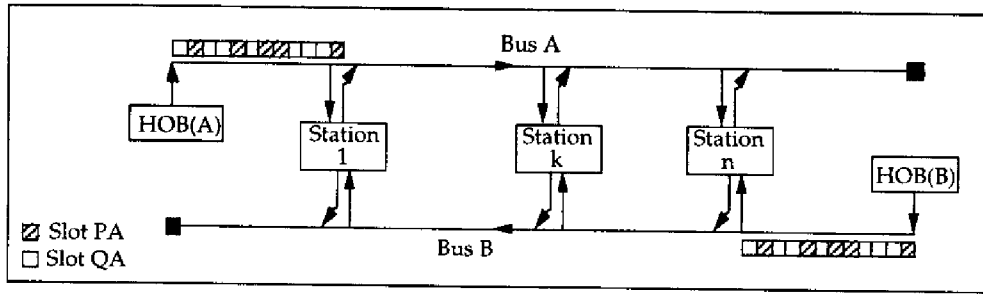 Bus A
HOB(A)
Station
1
Station
k
Station
n
HOB(B)
Slot PA
Slot QA
Bus B